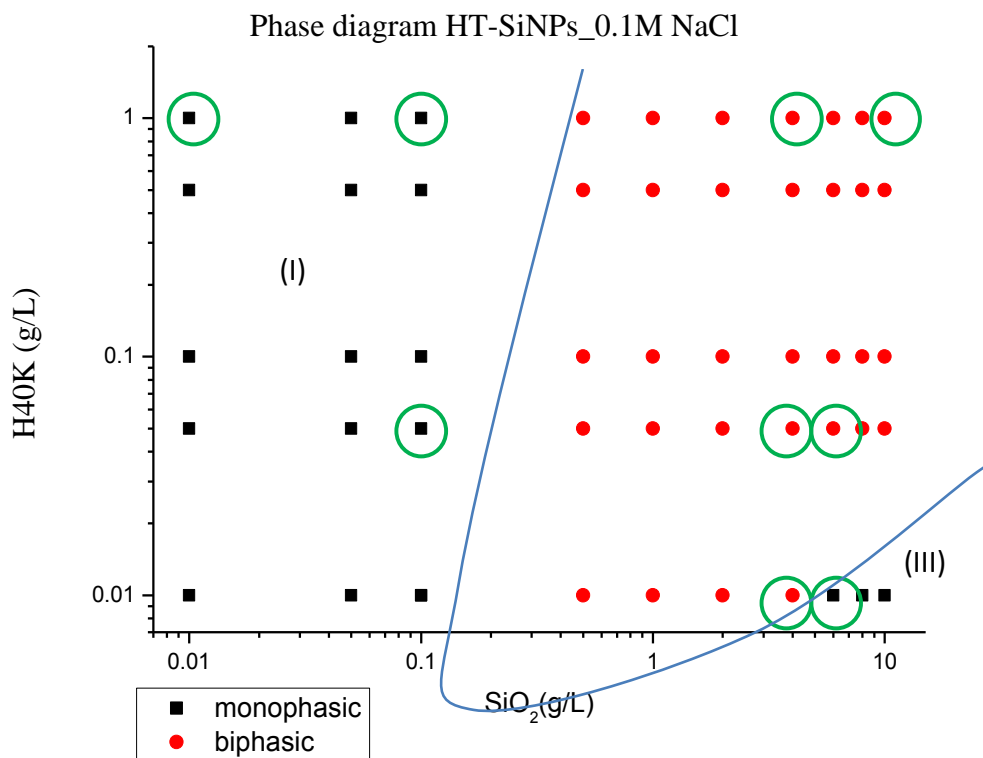 Phase diagram HT-SiNPs_0.1M NaCl
H40K (g/L)
1
0.1
0.01
(I)
(III)
0.01
0.1
1
10
SiO2(g/L)
monophasic
biphasic